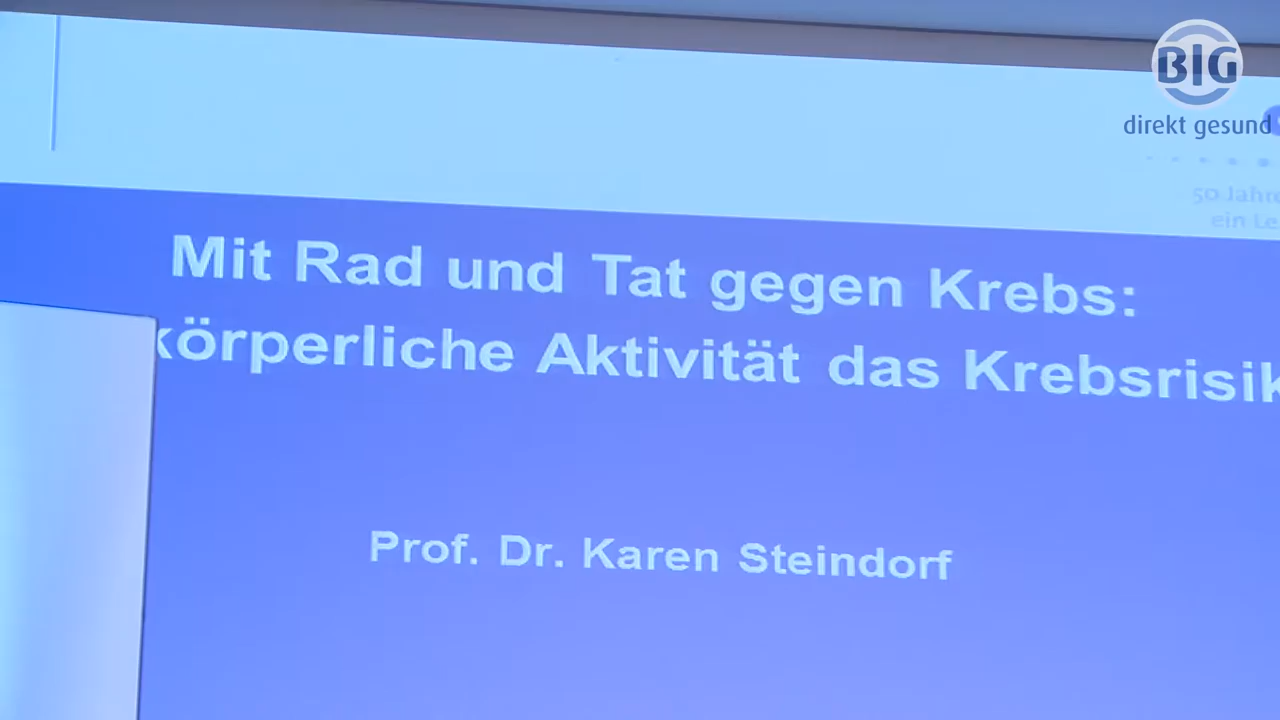 BIG
direkt gesund
50 Jahre
ein Le
Mit Rad und Tat gegen Krebs:
körperliche Aktivität das Krebsrisik
Prof. Dr. Karen Steindorf